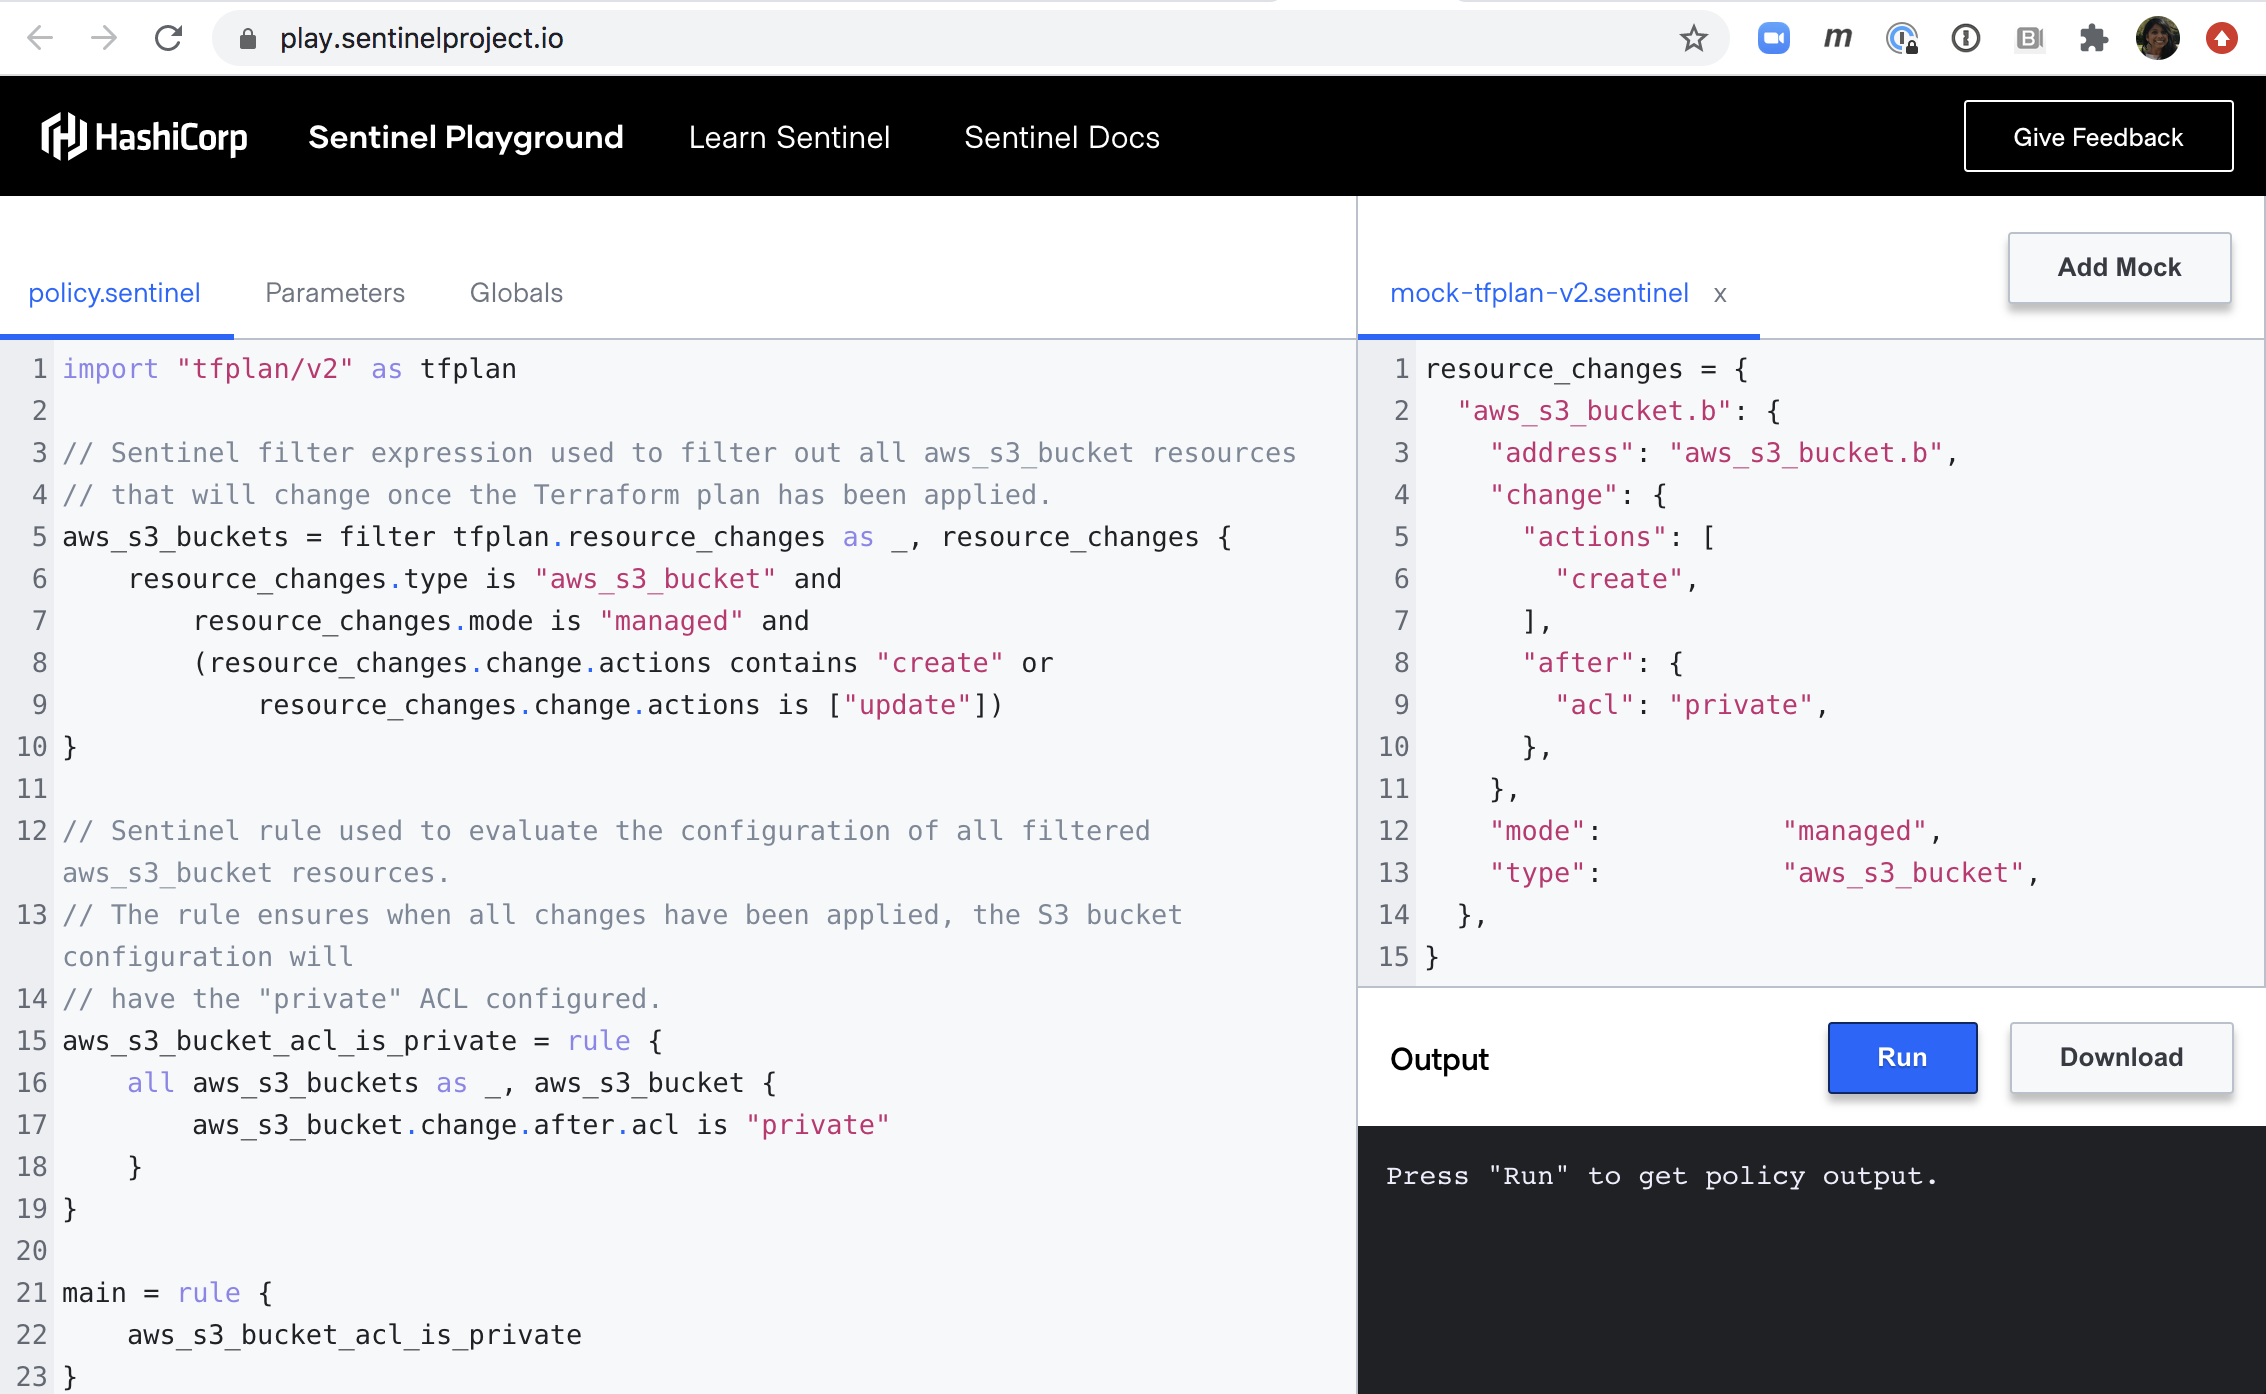 play.sentinelproject.io
m
B
HashiCorp
Sentinel Playground
Learn Sentinel
Sentinel Docs
Give Feedback
policy.sentinel
Parameters
Globals
1 import "tfplan/v2" as tfplan
2
3 // Sentinel filter expression used to filter out all aws_s3_bucket resources
4 // that will change once the Terraform plan has been applied.
5 aws_s3_buckets = filter tfplan.resource_changes as _, resource_changes {
6     resource_changes.type is "aws_s3_bucket" and
7         resource_changes.mode is "managed" and
8         (resource_changes.change.actions contains "create" or
9             resource_changes.change.actions is ["update"])
10 }
11
12 // Sentinel rule used to evaluate the configuration of all filtered
aws_s3_bucket resources.
13 // The rule ensures when all changes have been applied, the S3 bucket
configuration will
14 // have the "private" ACL configured.
15 aws_s3_bucket_acl_is_private = rule {
16     all aws_s3_buckets as _, aws_s3_bucket {
17         aws_s3_bucket.change.after.acl is "private"
18     }
19 }
20
21 main = rule {
22     aws_s3_bucket_acl_is_private
23 }
mock-tfplan-v2.sentinel x
Add Mock
1 resource_changes = {
2   "aws_s3_bucket.b": {
3     "address": "aws_s3_bucket.b",
4     "change": {
5       "actions": [
6         "create",
7       ],
8       "after": {
9         "acl": "private",
10       },
11     },
12     "mode":           "managed",
13     "type":           "aws_s3_bucket",
14   },
15 }
Output
Run
Download
Press "Run" to get policy output.